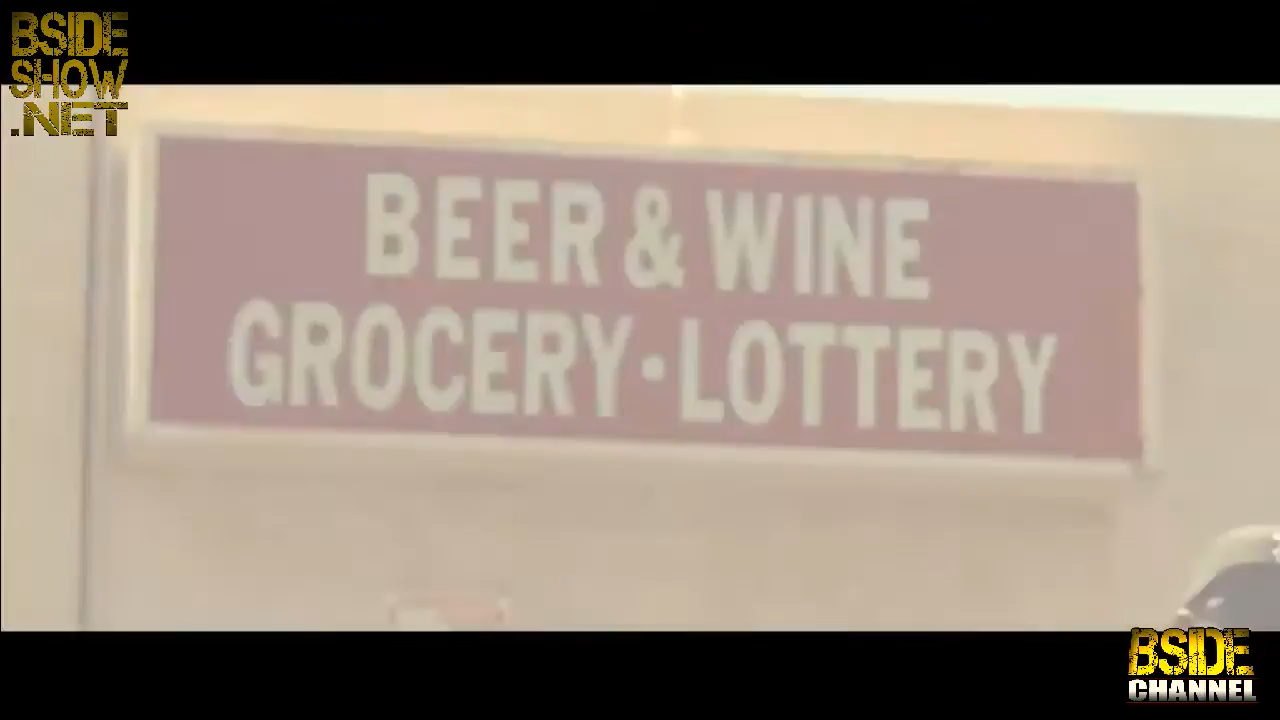 BSIDE
SHOW
.NET
BEER & WINE
GROCERY • LOTTERY
BSIDE
CHANNEL